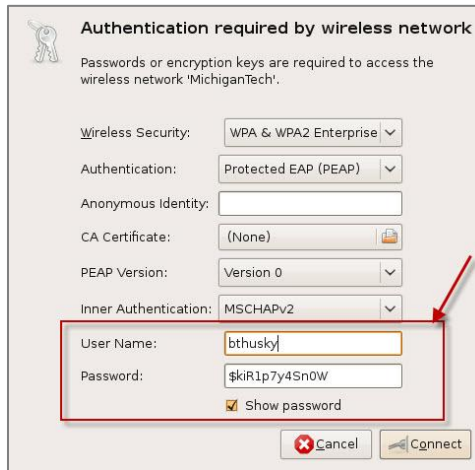 Authentication required by wireless network
Passwords or encryption keys are required to access the
wireless network 'MichiganTech'.
Wireless Security: WPA & WPA2 Enterprise
Authentication: Protected EAP (PEAP)
Anonymous Identity:
CA Certificate: (None)
PEAP Version: Version 0
Inner Authentication: MSCHAPv2
User Name: bthusky
Password: $kiR1p7y4Sn0W
Show password
Cancel Connect